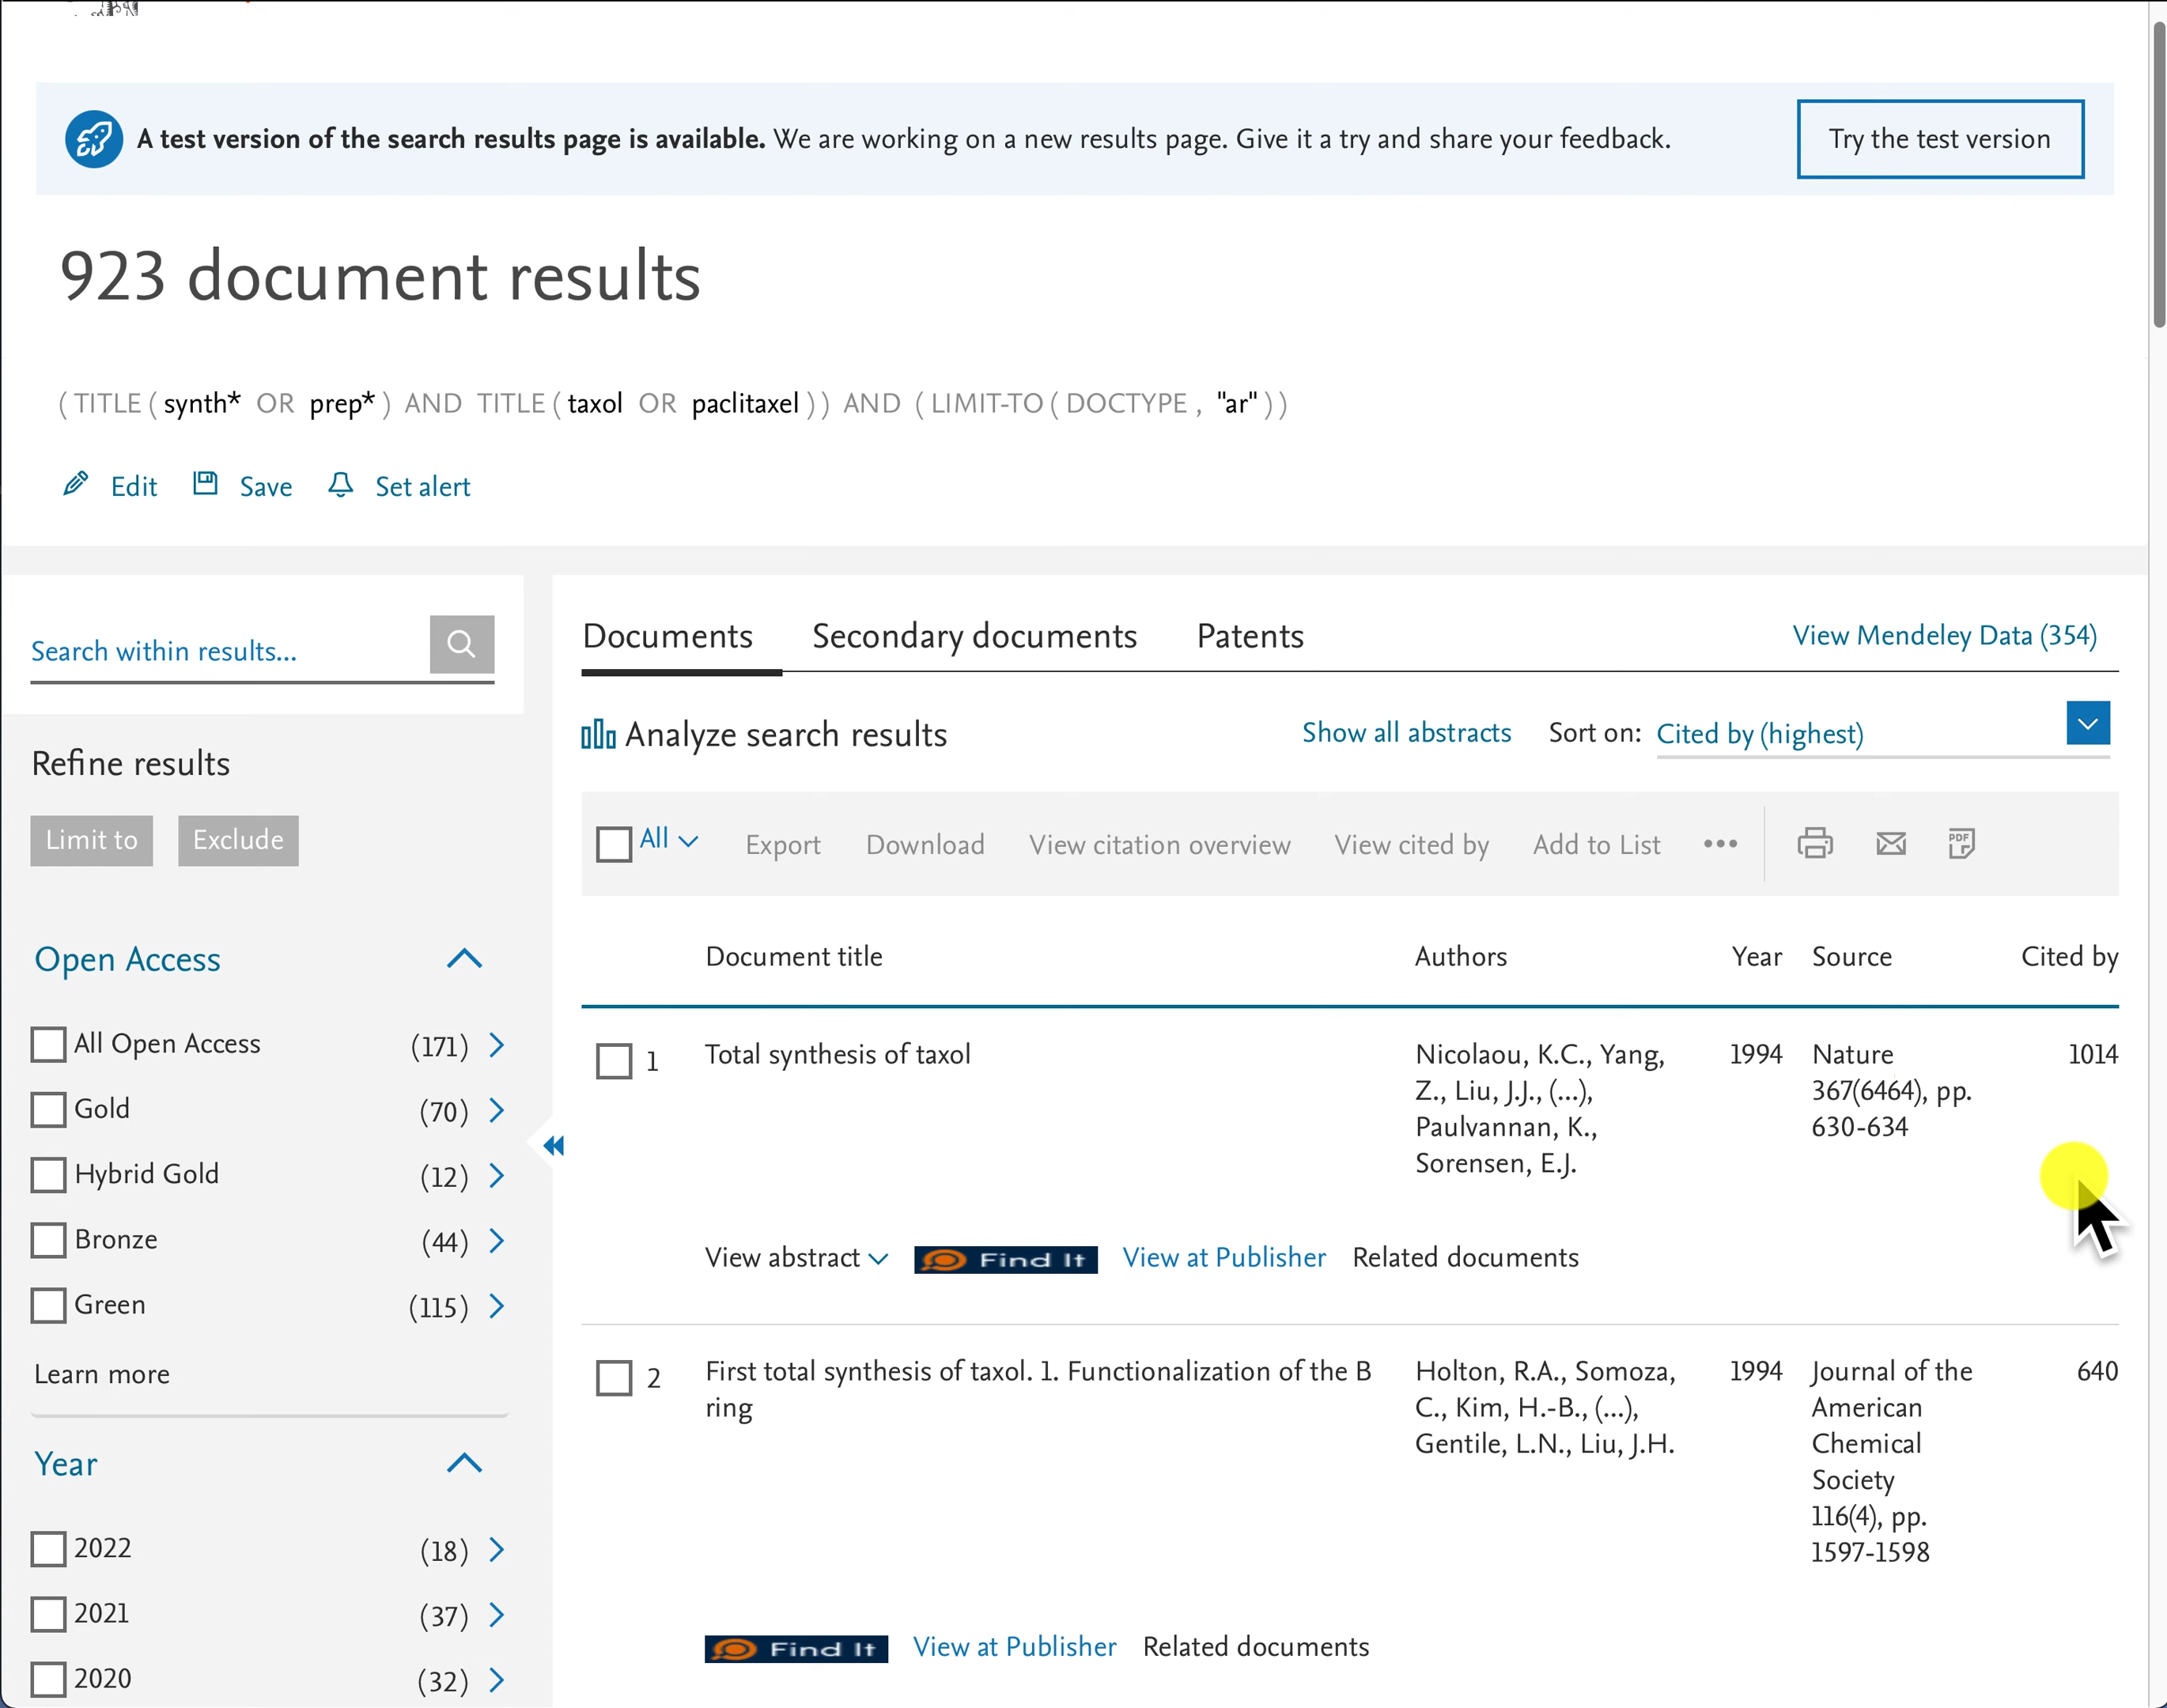 A test version of the search results page is available. We are working on a new results page. Give it a try and share your feedback.
Try the test version
923 document results
( TITLE ( synth* OR prep* ) AND TITLE ( taxol OR paclitaxel ) ) AND ( LIMIT-TO ( DOCTYPE , "ar" ) )
Edit Save Set alert
Search within results...
Refine results
Limit to Exclude
Open Access
All Open Access (171)
Gold (70)
Hybrid Gold (12)
Bronze (44)
Green (115)
Learn more
Year
2022 (18)
2021 (37)
2020 (32)
Documents Secondary documents Patents View Mendeley Data (354)
Analyze search results Show all abstracts Sort on: Cited by (highest)
All Export Download View citation overview View cited by Add to List ••• PDF
Document title Authors Year Source Cited by
1 Total synthesis of taxol Nicolaou, K.C., Yang, 1994 Nature 1014
Z., Liu, J.J., (...), 367(6464), pp.
Paulvannan, K., 630-634
Sorensen, E.J.
View abstract Find It View at Publisher Related documents
2 First total synthesis of taxol. 1. Functionalization of the B Holton, R.A., Somoza, 1994 Journal of the 640
ring C., Kim, H.-B., (...), American
Gentile, L.N., Liu, J.H. Chemical
Society
116(4), pp.
1597-1598
Find It View at Publisher Related documents